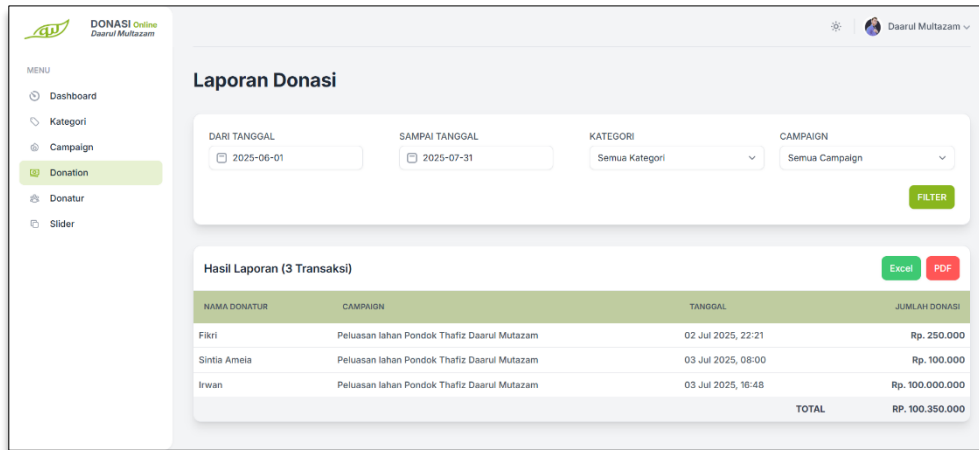 DONASI Online
Daarul Multazam
Daarul Multazam
MENU
Dashboard
Kategori
Campaign
Donation
Donatur
Slider
Laporan Donasi
DARI TANGGAL SAMPAI TANGGAL KATEGORI CAMPAIGN
2025-06-01 2025-07-31 Semua Kategori Semua Campaign
FILTER
Hasil Laporan (3 Transaksi) Excel PDF
NAMA DONATUR CAMPAIGN TANGGAL JUMLAH DONASI
Fikri Peluasan lahan Pondok Thafiz Daarul Mutazam 02 Jul 2025, 22:21 Rp. 250.000
Sintia Ameia Peluasan lahan Pondok Thafiz Daarul Mutazam 03 Jul 2025, 08:00 Rp. 100.000
Irwan Peluasan lahan Pondok Thafiz Daarul Mutazam 03 Jul 2025, 16:48 Rp. 100.000.000
TOTAL RP. 100.350.000